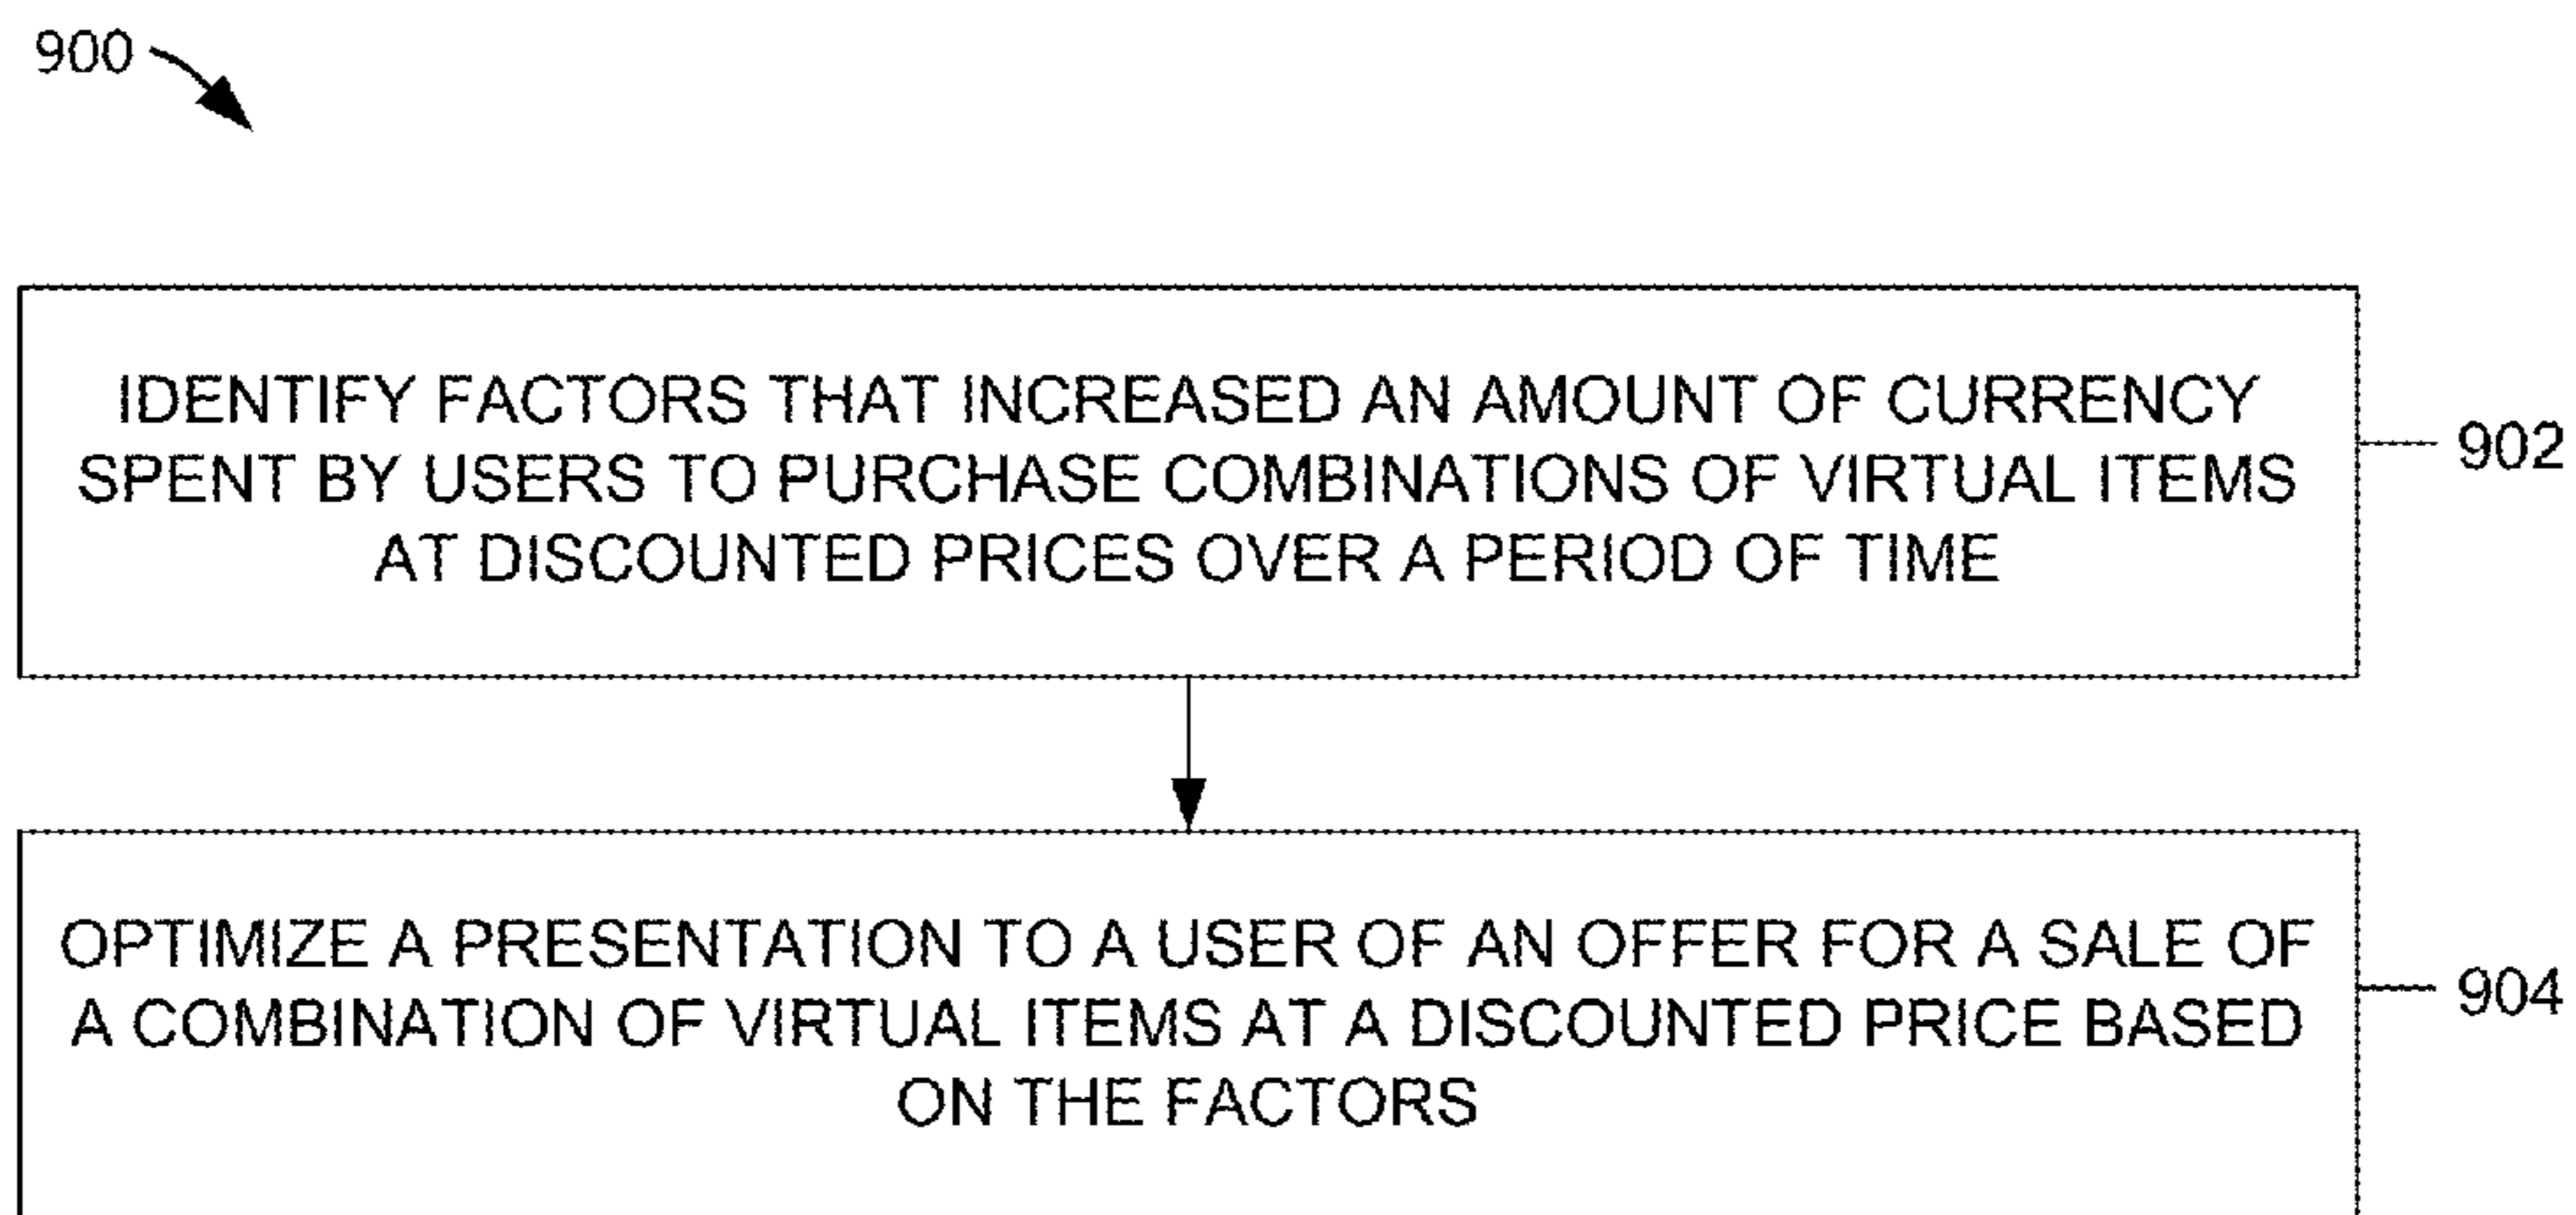 900
IDENTIFY FACTORS THAT INCREASED AN AMOUNT OF CURRENCY
SPENT BY USERS TO PURCHASE COMBINATIONS OF VIRTUAL ITEMS
AT DISCOUNTED PRICES OVER A PERIOD OF TIME
902
OPTIMIZE A PRESENTATION TO A USER OF AN OFFER FOR A SALE OF
A COMBINATION OF VIRTUAL ITEMS AT A DISCOUNTED PRICE BASED
ON THE FACTORS
904